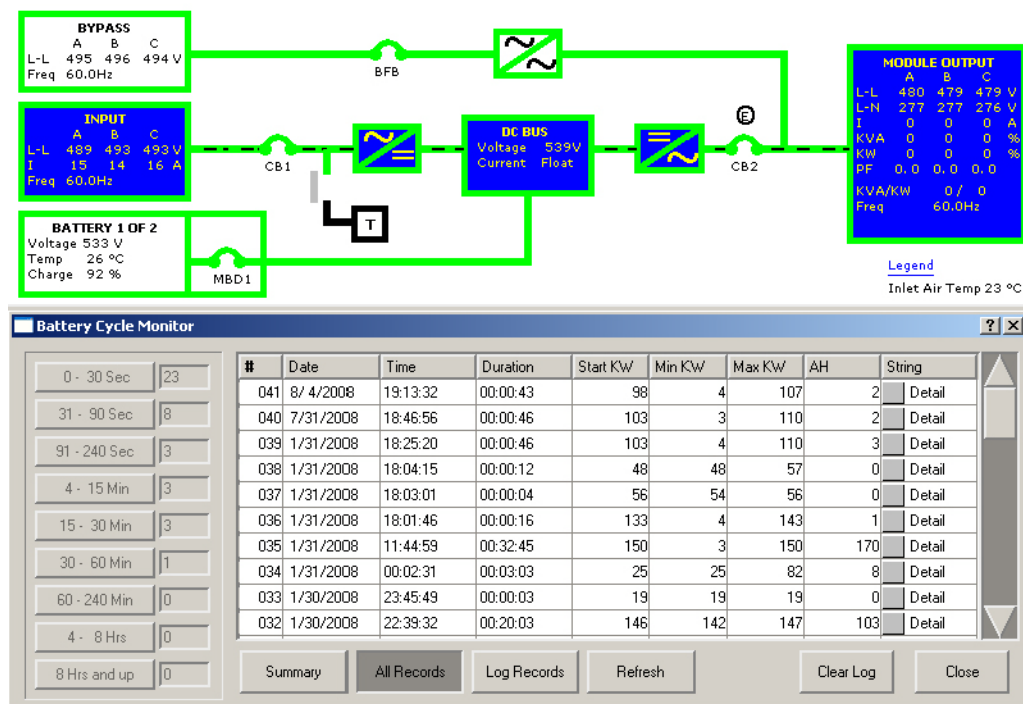 BYPASS
A B C
L-L 495 496 494 V
Freq 60.0Hz
BFB
INPUT
A B C
L-L 489 493 493 V
I 15 14 16 A
Freq 60.0Hz
CB1
DC BUS
Voltage 539V
Current Float
E
CB2
MODULE OUTPUT
A B C
L-L 480 479 479 V
L-N 277 277 276 V
I 0 0 0 A
KVA 0 0 0 %
KW 0 0 0 %
PF 0.0 0.0 0.0
KVA/KW 0 / 0
Freq 60.0Hz
T
BATTERY 1 OF 2
Voltage 533 V
Temp 26 ºC
Charge 92 %
MBD1
Legend
Inlet Air Temp 23 ºC
Battery Cycle Monitor
0 - 30 Sec 23
31 - 90 Sec 8
91 - 240 Sec 3
4 - 15 Min 3
15 - 30 Min 3
30 - 60 Min 1
60 - 240 Min 0
4 - 8 Hrs 0
8 Hrs and up 0
# Date Time Duration Start KW Min KW Max KW AH String
041 8/ 4/2008 19:13:32 00:00:43 98 4 107 2 Detail
040 7/31/2008 18:46:56 00:00:46 103 3 110 2 Detail
039 1/31/2008 18:25:20 00:00:46 103 4 110 3 Detail
038 1/31/2008 18:04:15 00:00:12 48 48 57 0 Detail
037 1/31/2008 18:03:01 00:00:04 56 54 56 0 Detail
036 1/31/2008 18:01:46 00:00:16 133 4 143 1 Detail
035 1/31/2008 11:44:59 00:32:45 150 3 150 170 Detail
034 1/31/2008 00:02:31 00:03:03 25 25 82 8 Detail
033 1/30/2008 23:45:49 00:00:03 19 19 19 0 Detail
032 1/30/2008 22:39:32 00:20:03 146 142 147 103 Detail
Summary All Records Log Records Refresh Clear Log Close